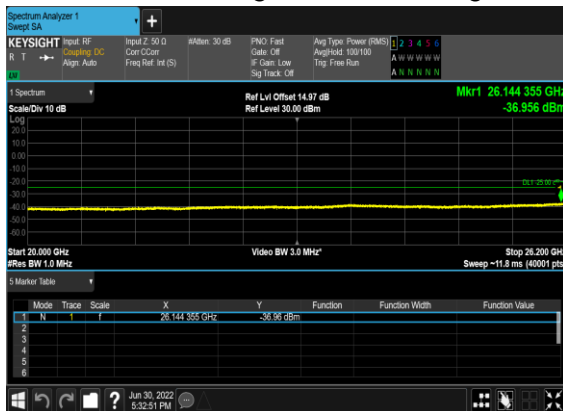 Spectrum Analyzer 1
Swept SA
KEYSIGHT Input: RF Input Z: 50 Ω #Atten: 30 dB PNO: Fast Avg Type: Power (RMS) 1 2 3 4 5 6
R T Coupling: DC Corr CCorr Gate: Off Avg|Hold: 100/100 A W W W W W
Align: Auto Freq Ref: Int (S) IF Gain: Low Trig: Free Run
Sig Track: Off A N N N N N
1 Spectrum Ref Lvl Offset 14.97 dB Mkr1 26.144 355 GHz
Scale/Div 10 dB Ref Level 30.00 dBm -36.956 dBm
Log
20.0
10.0
0.00
-10.0
-20.0
-30.0
-40.0
-50.0
-60.0
Start 20.000 GHz Video BW 3.0 MHz* Stop 26.200 GHz
#Res BW 1.0 MHz Sweep ~11.8 ms (40001 pts)
5 Marker Table
Mode Trace Scale X Y Function Function Width Function Value
1 N 1 f 26.144 355 GHz -36.96 dBm
2
3
4
5
6
? Jun 30, 2022
5:32:51 PM